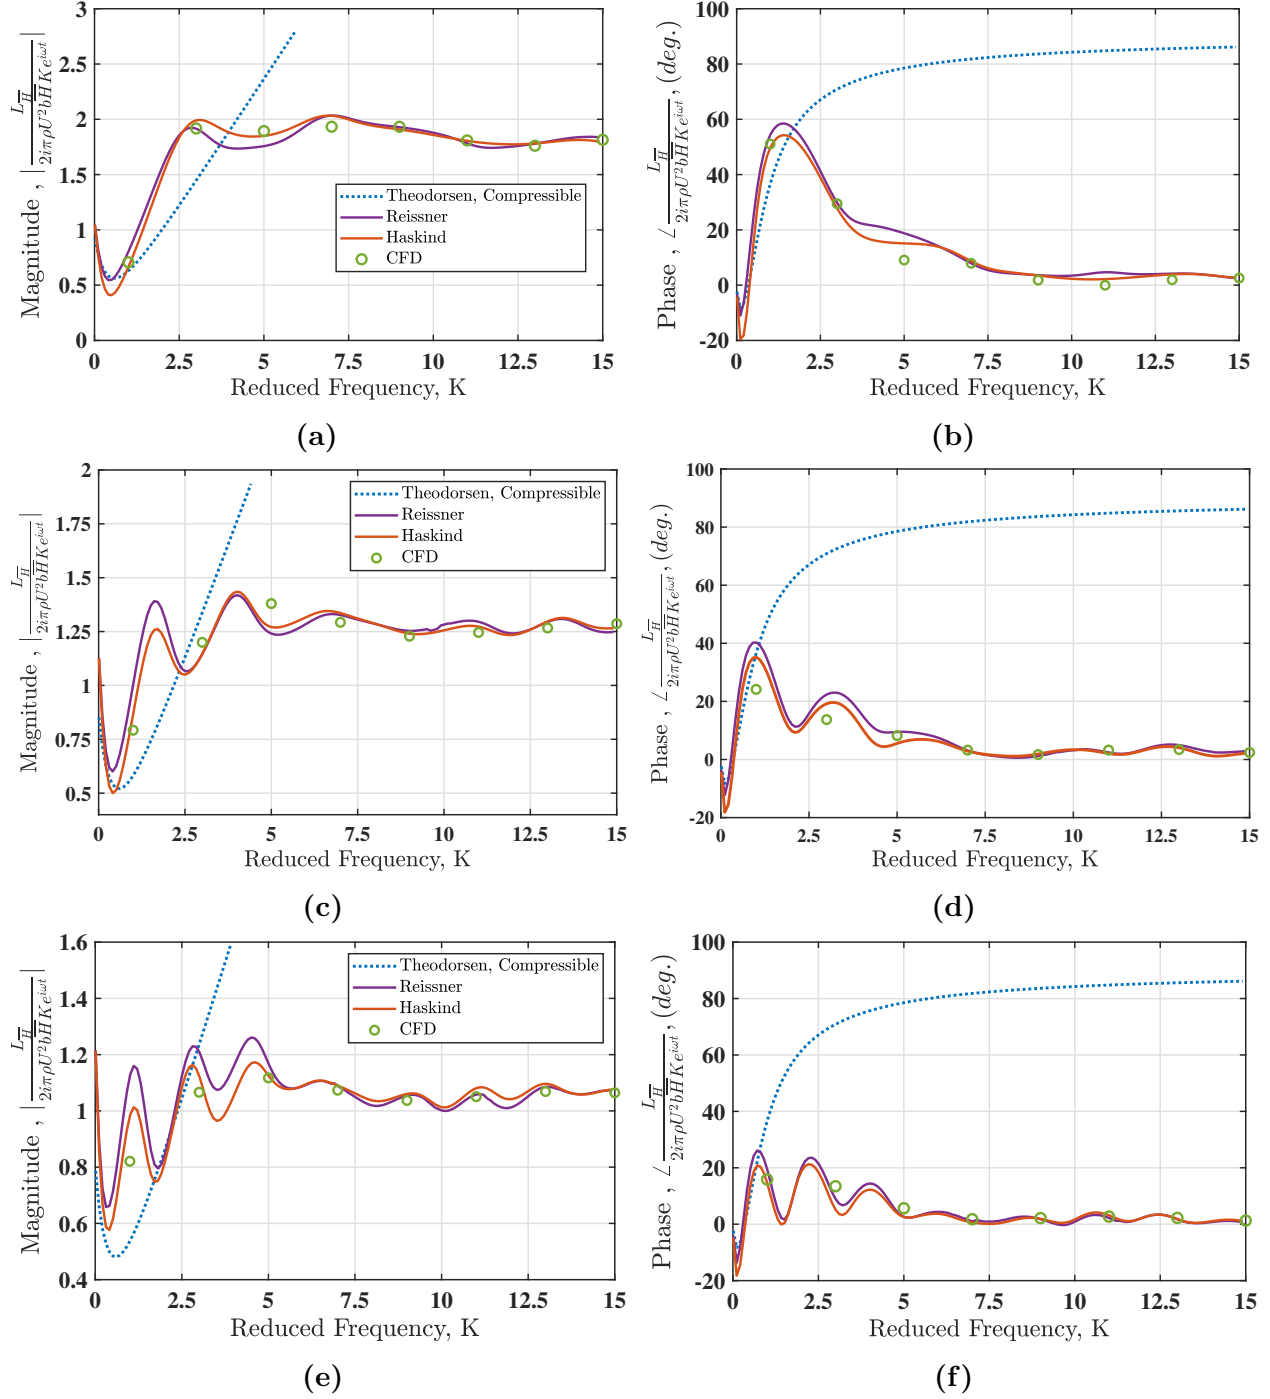 3
2.5
2
1.5
1
0.5
0
0 2.5 5 7.5 10 12.5 15
Magnitude , |L_H̅ / 2iπρU²bH̅Ke^{iωt}|
Reduced Frequency, K
Theodorsen, Compressible
Reissner
Haskind
CFD
(a)
100
80
60
40
20
0
-20
0 2.5 5 7.5 10 12.5 15
Phase , ∠ L_H̅ / 2iπρU²bH̅Ke^{iωt}, (deg.)
Reduced Frequency, K
(b)
2
1.75
1.5
1.25
1
0.75
0.5
0 2.5 5 7.5 10 12.5 15
Magnitude , |L_H̅ / 2iπρU²bH̅Ke^{iωt}|
Reduced Frequency, K
Theodorsen, Compressible
Reissner
Haskind
CFD
(c)
100
80
60
40
20
0
-20
0 2.5 5 7.5 10 12.5 15
Phase , ∠ L_H̅ / 2iπρU²bH̅Ke^{iωt}, (deg.)
Reduced Frequency, K
(d)
1.6
1.4
1.2
1
0.8
0.6
0.4
0 2.5 5 7.5 10 12.5 15
Magnitude , |L_H̅ / 2iπρU²bH̅Ke^{iωt}|
Reduced Frequency, K
Theodorsen, Compressible
Reissner
Haskind
CFD
(e)
100
80
60
40
20
0
-20
0 2.5 5 7.5 10 12.5 15
Phase , ∠ L_H̅ / 2iπρU²bH̅Ke^{iωt}, (deg.)
Reduced Frequency, K
(f)